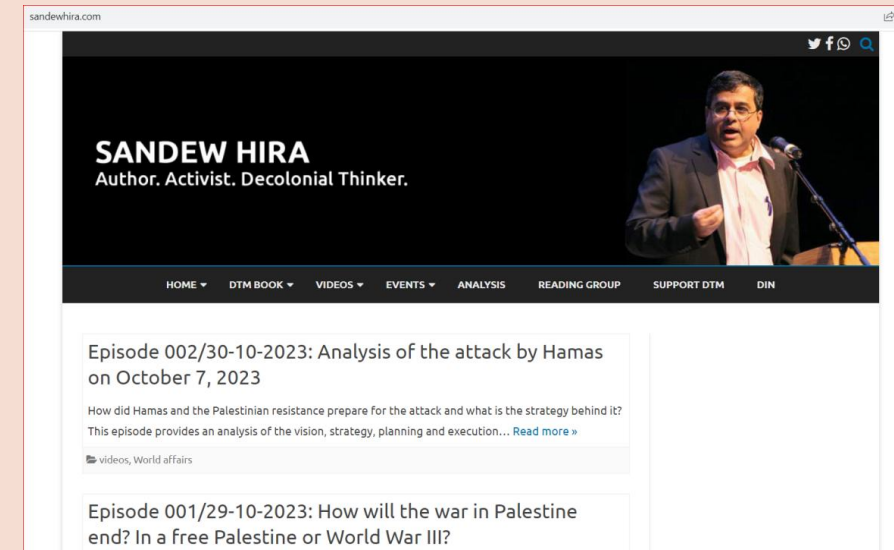 sandewhira.com
SANDEW HIRA
Author. Activist. Decolonial Thinker.
HOME DTM BOOK VIDEOS EVENTS ANALYSIS READING GROUP SUPPORT DTM DIN
Episode 002/30-10-2023: Analysis of the attack by Hamas
on October 7, 2023
How did Hamas and the Palestinian resistance prepare for the attack and what is the strategy behind it?
This episode provides an analysis of the vision, strategy, planning and execution… Read more »
videos, World affairs
Episode 001/29-10-2023: How will the war in Palestine
end? In a free Palestine or World War III?